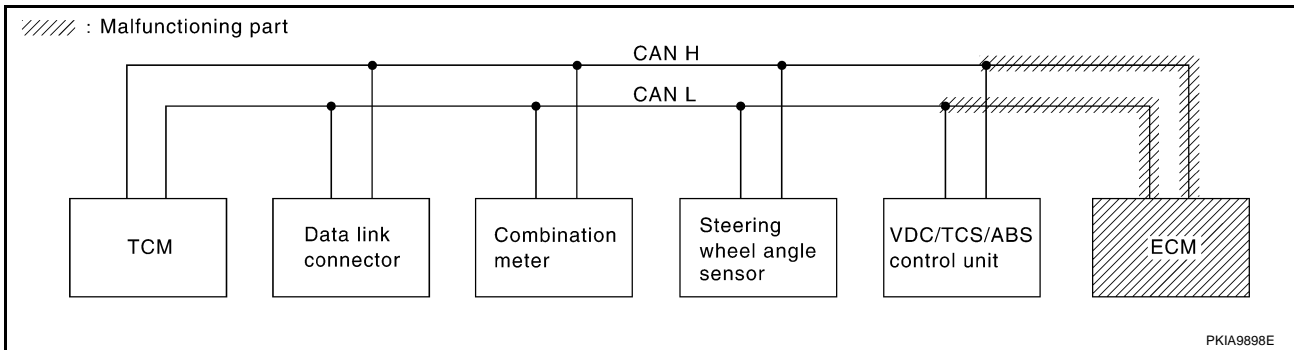 : Malfunctioning part
CAN H
CAN L
TCM
Data link
connector
Combination
meter
Steering
wheel angle
sensor
VDC/TCS/ABS
control unit
ECM
PKIA9898E